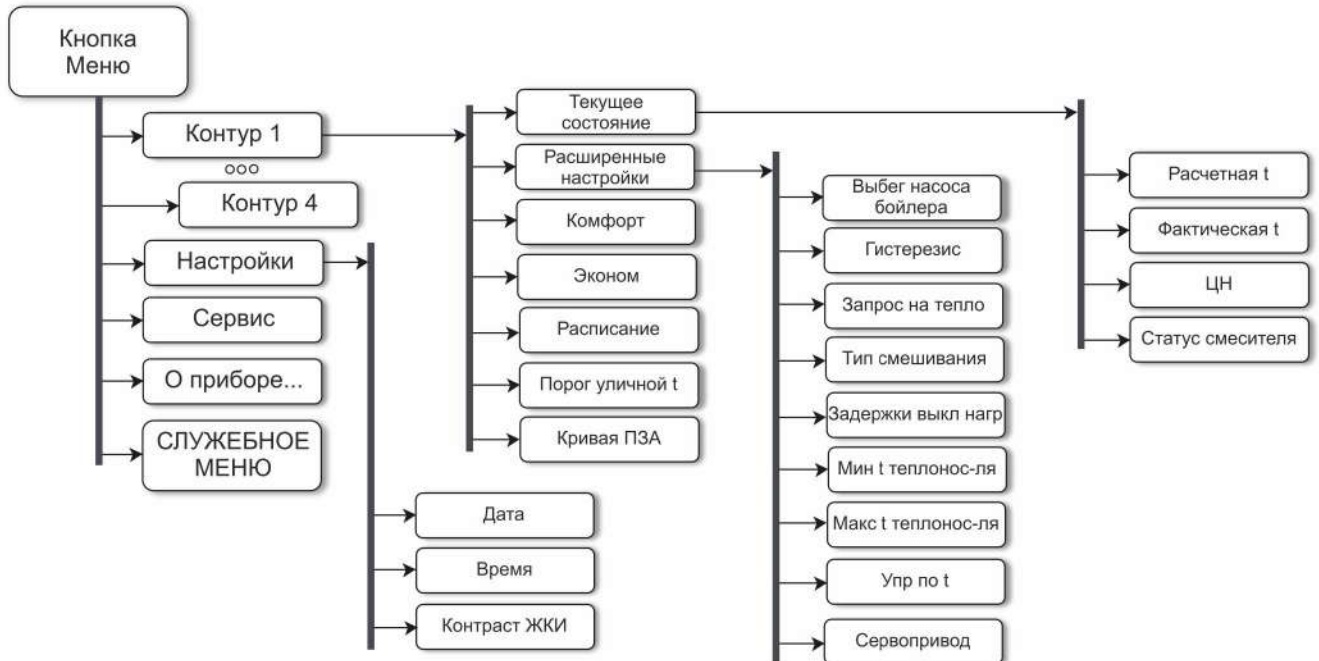 Кнопка
Меню
Контур 1
ооо
Контур 4
Настройки
Сервис
О приборе...
СЛУЖЕБНОЕ
МЕНЮ
Текущее
состояние
Расширенные
настройки
Комфорт
Эконом
Расписание
Порог уличной t
Кривая ПЗА
Дата
Время
Контраст ЖКИ
Выбег насоса
бойлера
Гистерезис
Запрос на тепло
Тип смешивания
Задержки выкл нагр
Мин t теплонос-ля
Макс t теплонос-ля
Упр по t
Сервопривод
Расчетная t
Фактическая t
ЦН
Статус смесителя